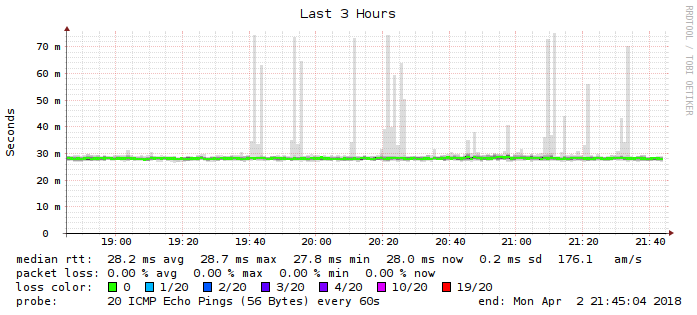 Last 3 Hours
RRDTOOL / TOBI OETIKER
Seconds
70 m
60 m
50 m
40 m
30 m
20 m
10 m
0
19:00 19:20 19:40 20:00 20:20 20:40 21:00 21:20 21:40
median rtt: 28.2 ms avg 28.7 ms max 27.8 ms min 28.0 ms now 0.2 ms sd 176.1 am/s
packet loss: 0.00 % avg 0.00 % max 0.00 % min 0.00 % now
loss color: 0 1/20 2/20 3/20 4/20 10/20 19/20
probe: 20 ICMP Echo Pings (56 Bytes) every 60s end: Mon Apr 2 21:45:04 2018